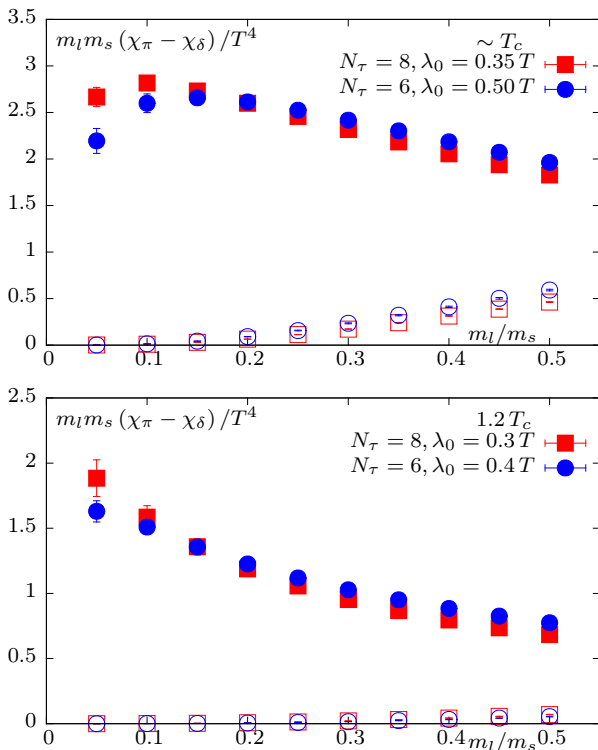 m_l m_s (χ_π − χ_δ)/T^4
∼ T_c
N_τ = 8, λ_0 = 0.35 T
N_τ = 6, λ_0 = 0.50 T
3.5
3
2.5
2
1.5
1
0.5
0
0 0.1 0.2 0.3 0.4 0.5
m_l/m_s
m_l m_s (χ_π − χ_δ)/T^4
1.2 T_c
N_τ = 8, λ_0 = 0.3 T
N_τ = 6, λ_0 = 0.4 T
2.5
2
1.5
1
0.5
0
0 0.1 0.2 0.3 0.4 0.5
m_l/m_s